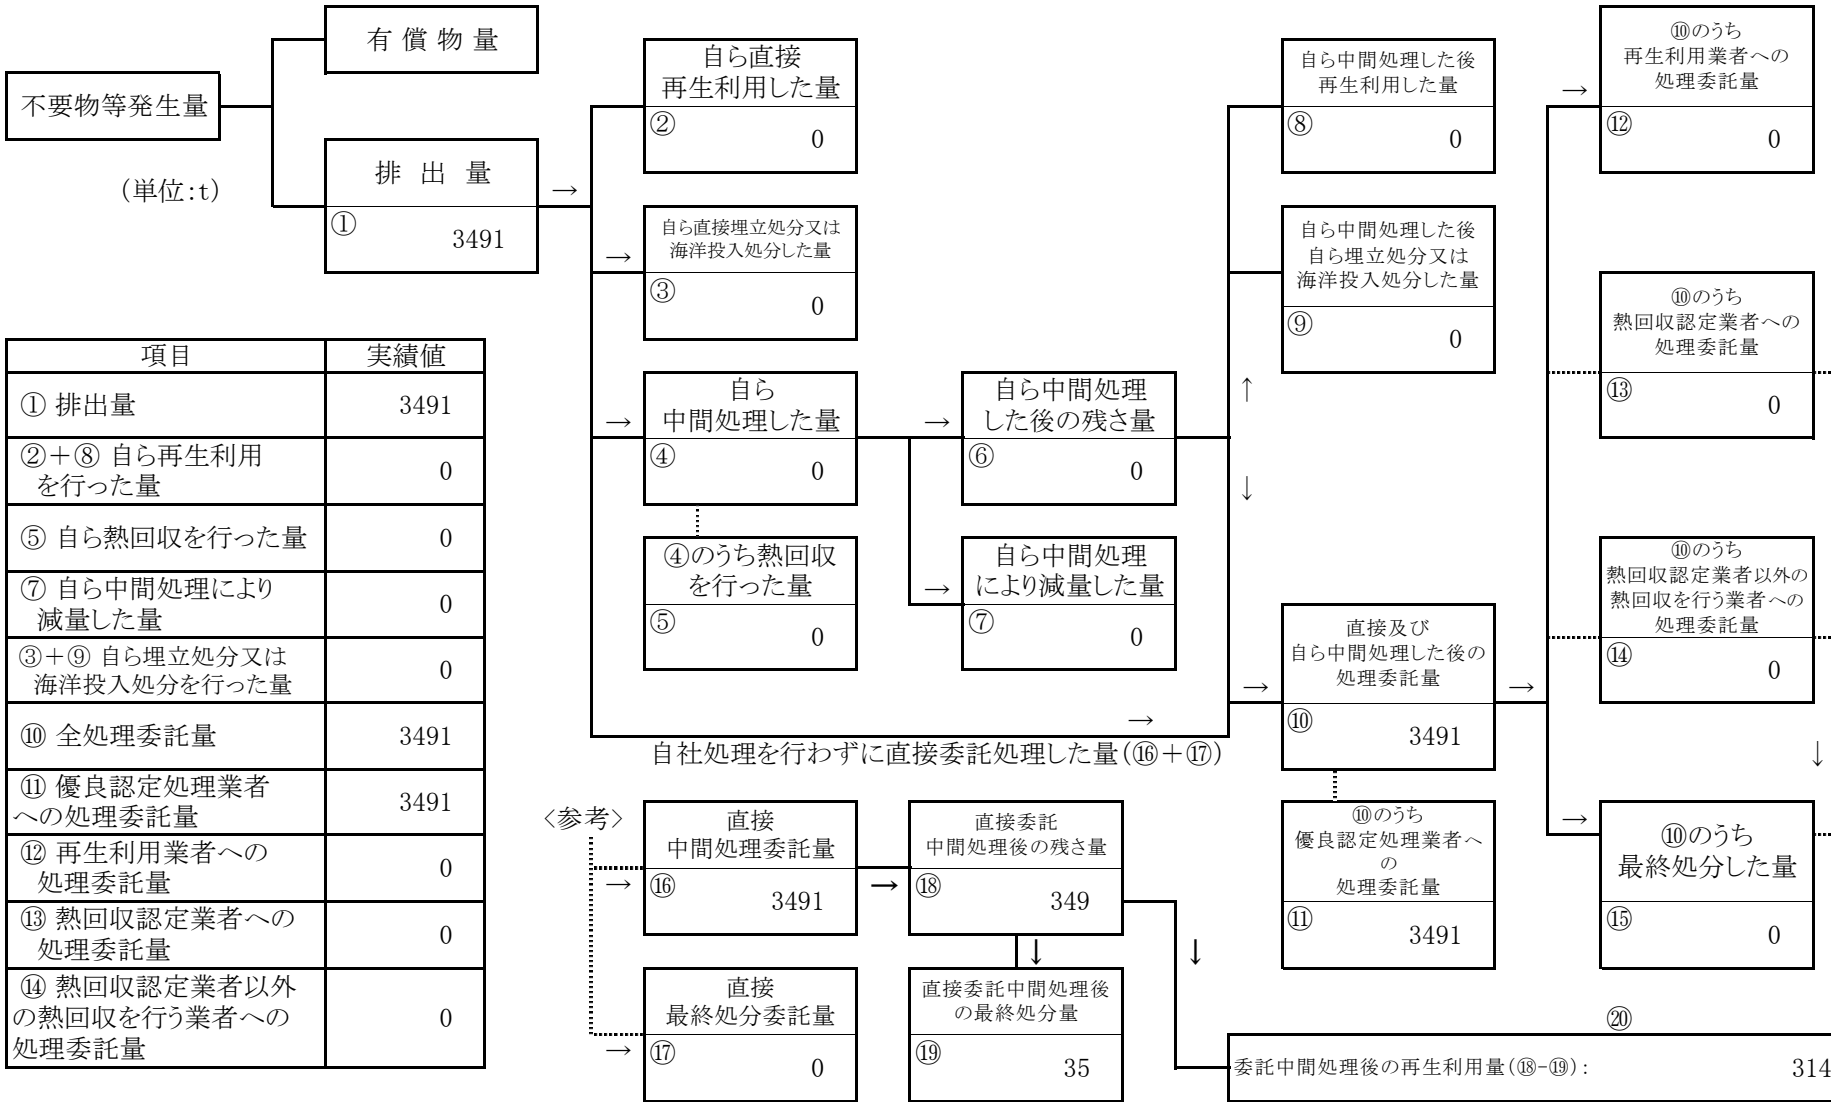 不要物等発生量
有 償 物 量
(単位:t)
排 出 量
① 3491
→
自ら直接
再生利用した量
② 0
→
自ら直接埋立処分又は
海洋投入処分した量
③ 0
→
自ら
中間処理した量
④ 0
④のうち熱回収
を行った量
⑤ 0
→
自ら中間処理
した後の残さ量
⑥ 0
→
自ら中間処理
により減量した量
⑦ 0
自ら中間処理した後
再生利用した量
⑧ 0
自ら中間処理した後
自ら埋立処分又は
海洋投入処分した量
⑨ 0
↑
↓
→
自社処理を行わずに直接委託処理した量(⑯+⑰)
→
直接及び
自ら中間処理した後の
処理委託量
⑩ 3491
⑩のうち
優良認定処理業者へ
の
処理委託量
⑪ 3491
→
→
⑩のうち
再生利用業者への
処理委託量
⑫ 0
⑩のうち
熱回収認定業者への
処理委託量
⑬ 0
⑩のうち
熱回収認定業者以外の
熱回収を行う業者への
処理委託量
⑭ 0
↓
→
⑩のうち
最終処分した量
⑮ 0
項目 実績値
① 排出量 3491
②+⑧ 自ら再生利用
を行った量 0
⑤ 自ら熱回収を行った量 0
⑦ 自ら中間処理により
減量した量 0
③+⑨ 自ら埋立処分又は
海洋投入処分を行った量 0
⑩ 全処理委託量 3491
⑪ 優良認定処理業者
への処理委託量 3491
⑫ 再生利用業者への
処理委託量 0
⑬ 熱回収認定業者への
処理委託量 0
⑭ 熱回収認定業者以外
の熱回収を行う業者への
処理委託量 0
<参考>
→
直接
中間処理委託量
⑯ 3491
→
直接委託
中間処理後の残さ量
⑱ 349
→
直接
最終処分委託量
⑰ 0
↓
直接委託中間処理後
の最終処分量
⑲ 35
↓
⑳
委託中間処理後の再生利用量(⑱-⑲): 314